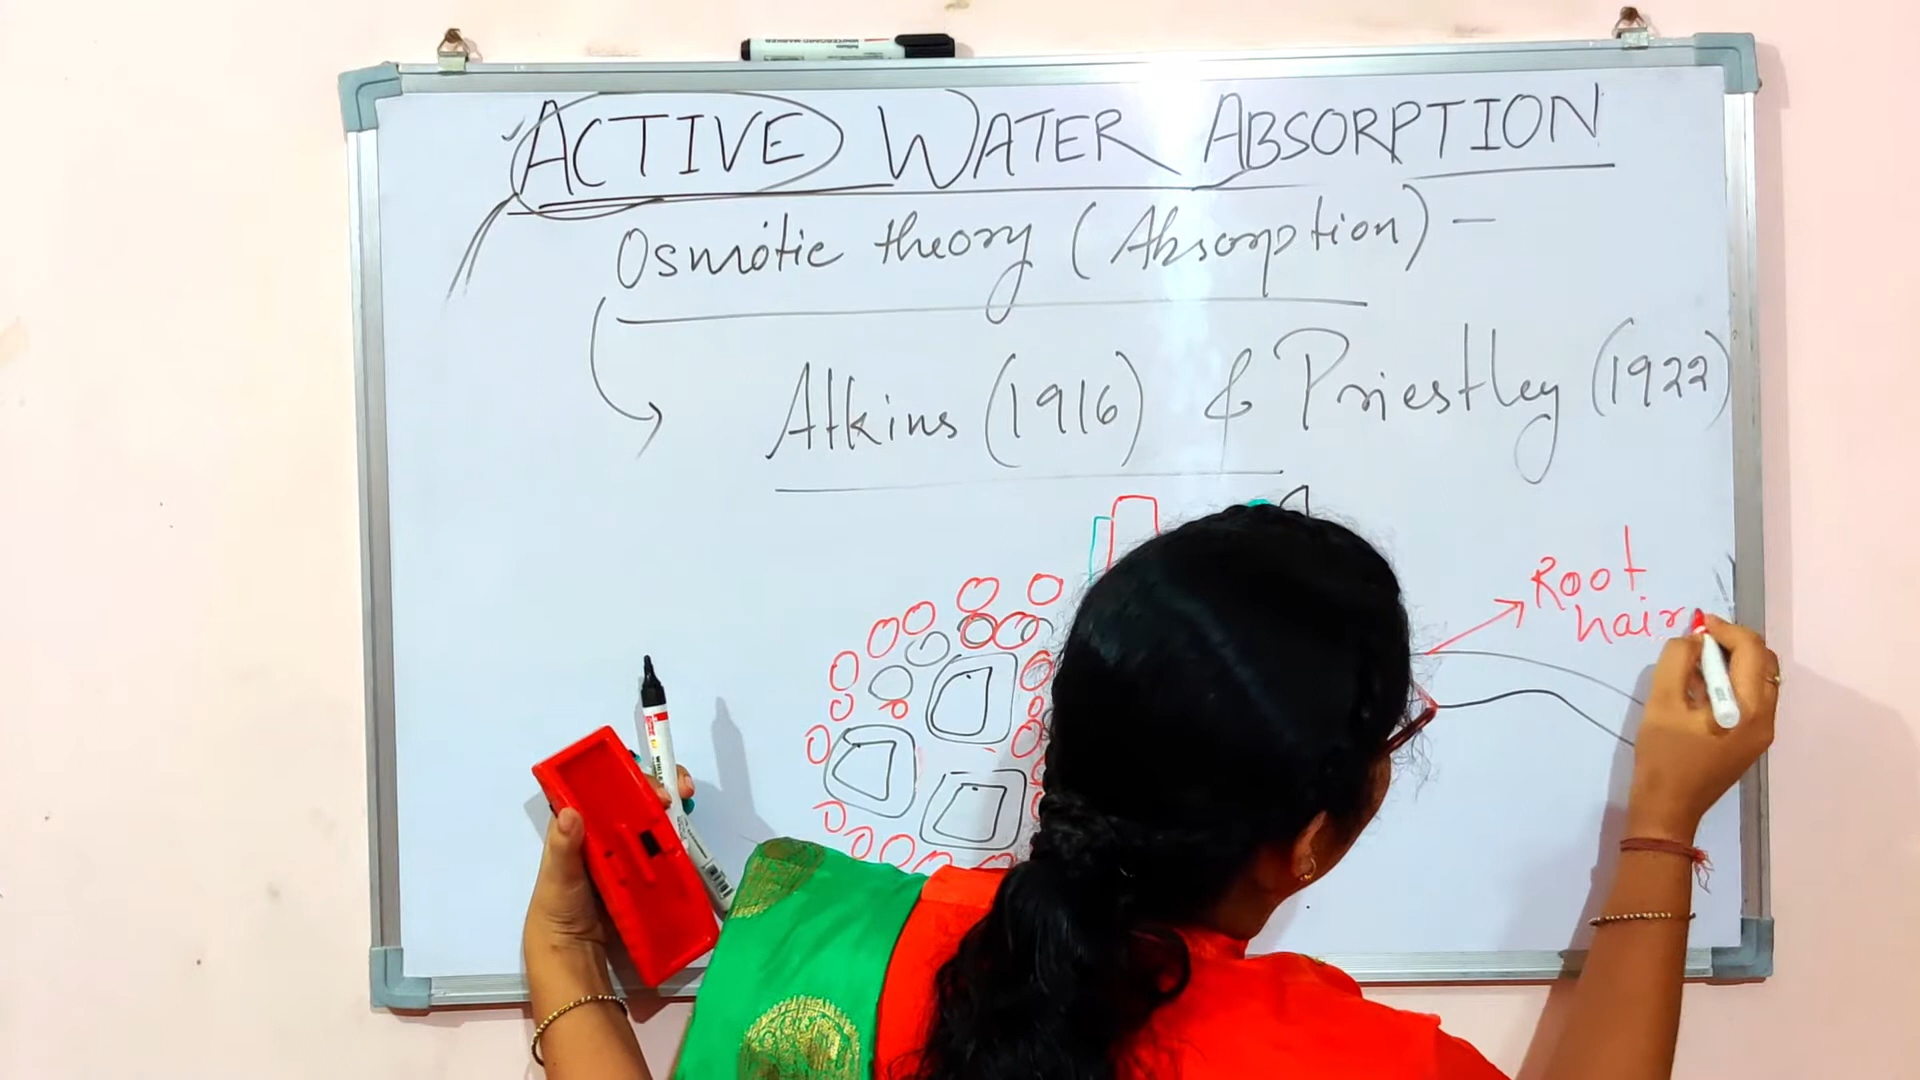 ACTIVE WATER ABSORPTION
Osmotic theory (Absorption) -
Atkins (1916) & Priestley (1922)
Root
hair